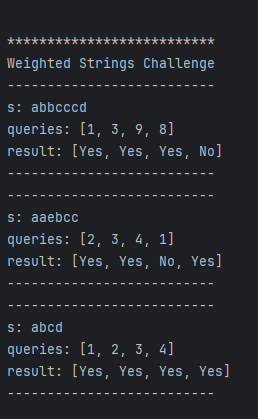 **************************
Weighted Strings Challenge
--------------------------
s: abbcccd
queries: [1, 3, 9, 8]
result: [Yes, Yes, Yes, No]
--------------------------
--------------------------
s: aaebcc
queries: [2, 3, 4, 1]
result: [Yes, Yes, No, Yes]
--------------------------
--------------------------
s: abcd
queries: [1, 2, 3, 4]
result: [Yes, Yes, Yes, Yes]
--------------------------